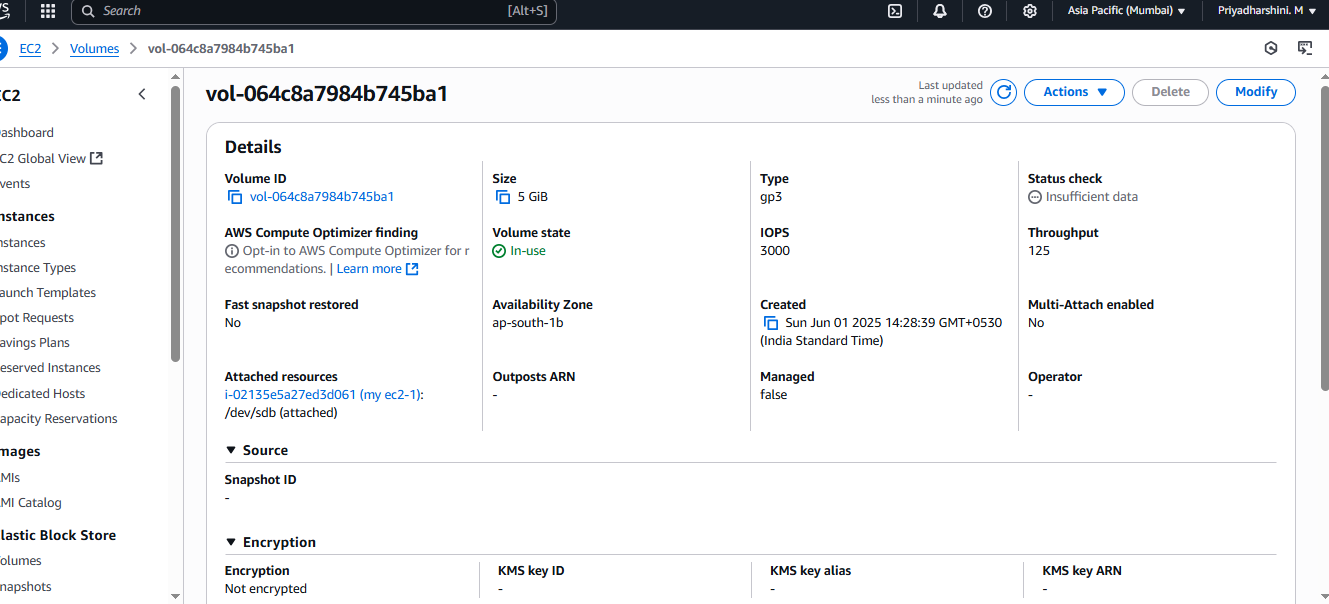 Search
[Alt+S]
Asia Pacific (Mumbai)
Priyadharshini. M
EC2
Volumes
vol-064c8a7984b745ba1
C2
ashboard
C2 Global View
vents
nstances
nstances
nstance Types
aunch Templates
pot Requests
avings Plans
eserved Instances
edicated Hosts
apacity Reservations
mages
MIs
MI Catalog
lastic Block Store
olumes
napshots
vol-064c8a7984b745ba1
Last updated
less than a minute ago
Actions
Delete
Modify
Details
Volume ID
vol-064c8a7984b745ba1
Size
5 GiB
Type
gp3
Status check
Insufficient data
AWS Compute Optimizer finding
Opt-in to AWS Compute Optimizer for r
ecommendations. | Learn more
Volume state
In-use
IOPS
3000
Throughput
125
Fast snapshot restored
No
Availability Zone
ap-south-1b
Created
Sun Jun 01 2025 14:28:39 GMT+0530
(India Standard Time)
Multi-Attach enabled
No
Attached resources
i-02135e5a27ed3d061 (my ec2-1):
/dev/sdb (attached)
Outposts ARN
-
Managed
false
Operator
-
Source
Snapshot ID
-
Encryption
Encryption
Not encrypted
KMS key ID
-
KMS key alias
-
KMS key ARN
-